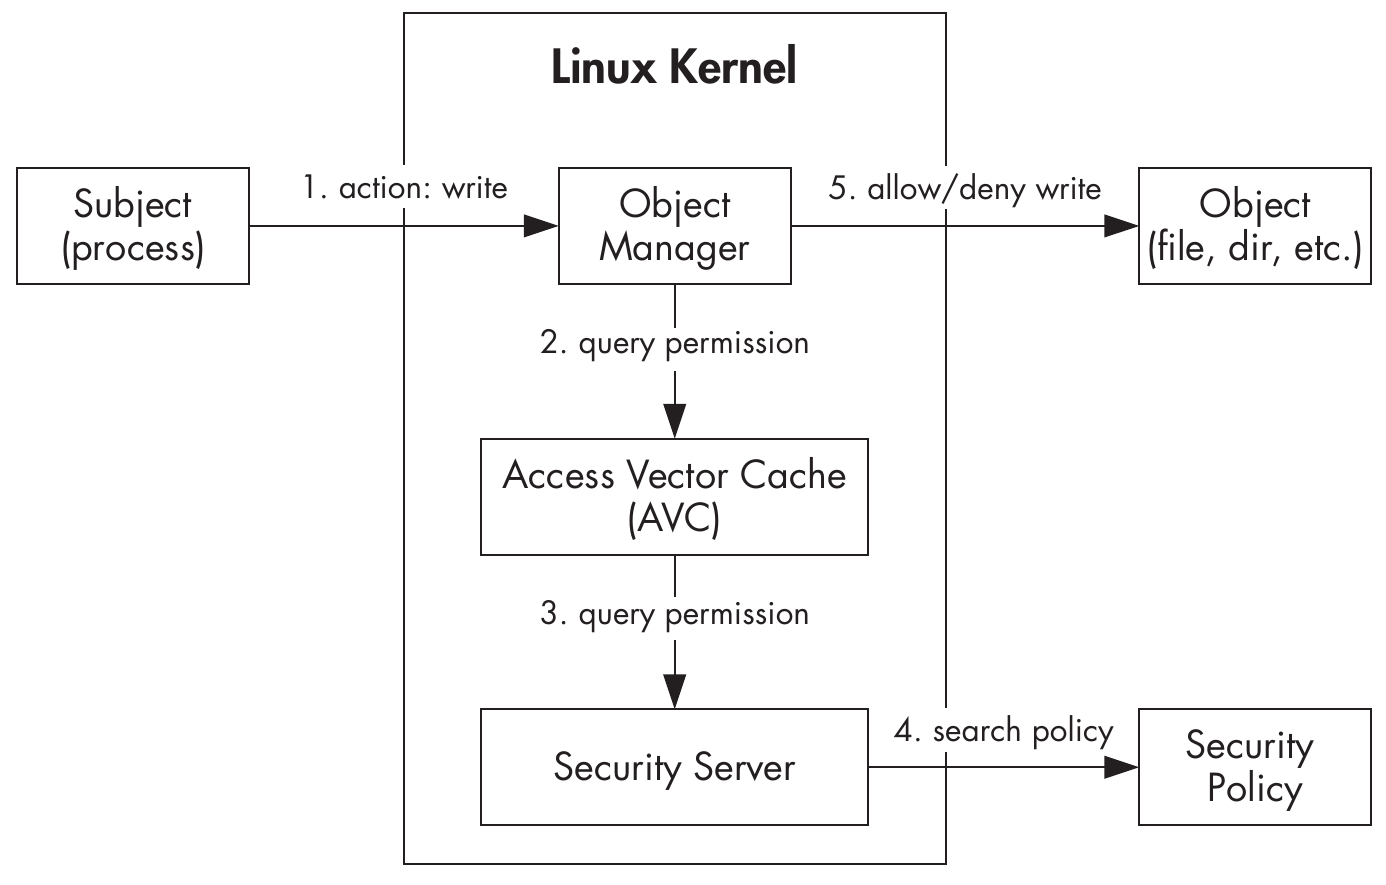 Linux Kernel
Subject
(process)
1. action: write
Object
Manager
5. allow/deny write
Object
(file, dir, etc.)
2. query permission
Access Vector Cache
(AVC)
3. query permission
Security Server
4. search policy
Security
Policy